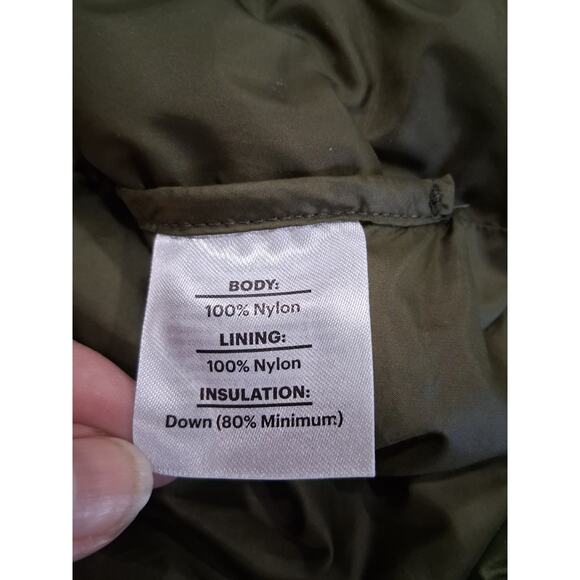 BODY:
100% Nylon
LINING:
100% Nylon
INSULATION:
Down (80% Minimum)